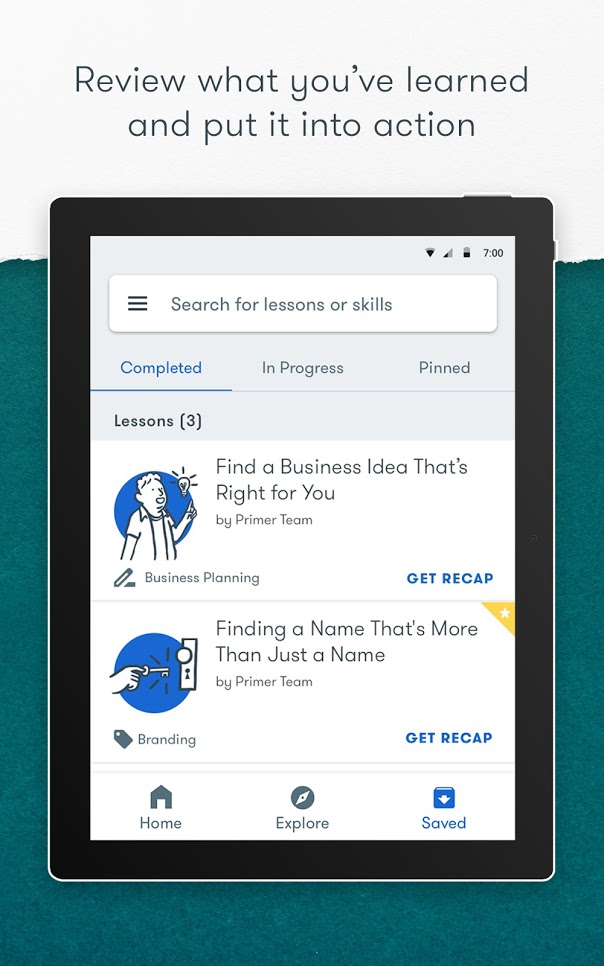 Review what you've learned
and put it into action
7:00
Search for lessons or skills
Completed
In Progress
Pinned
Lessons (3)
Find a Business Idea That's
Right for You
by Primer Team
Business Planning
GET RECAP
Finding a Name That's More
Than Just a Name
by Primer Team
Branding
GET RECAP
Home
Explore
Saved